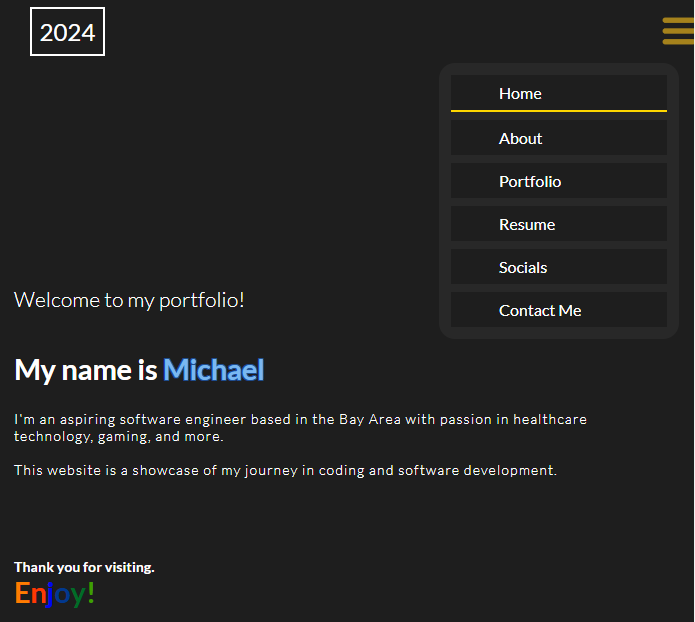 2024
Home
About
Portfolio
Resume
Socials
Contact Me
Welcome to my portfolio!
My name is Michael
I'm an aspiring software engineer based in the Bay Area with passion in healthcare
technology, gaming, and more.
This website is a showcase of my journey in coding and software development.
Thank you for visiting.
Enjoy!